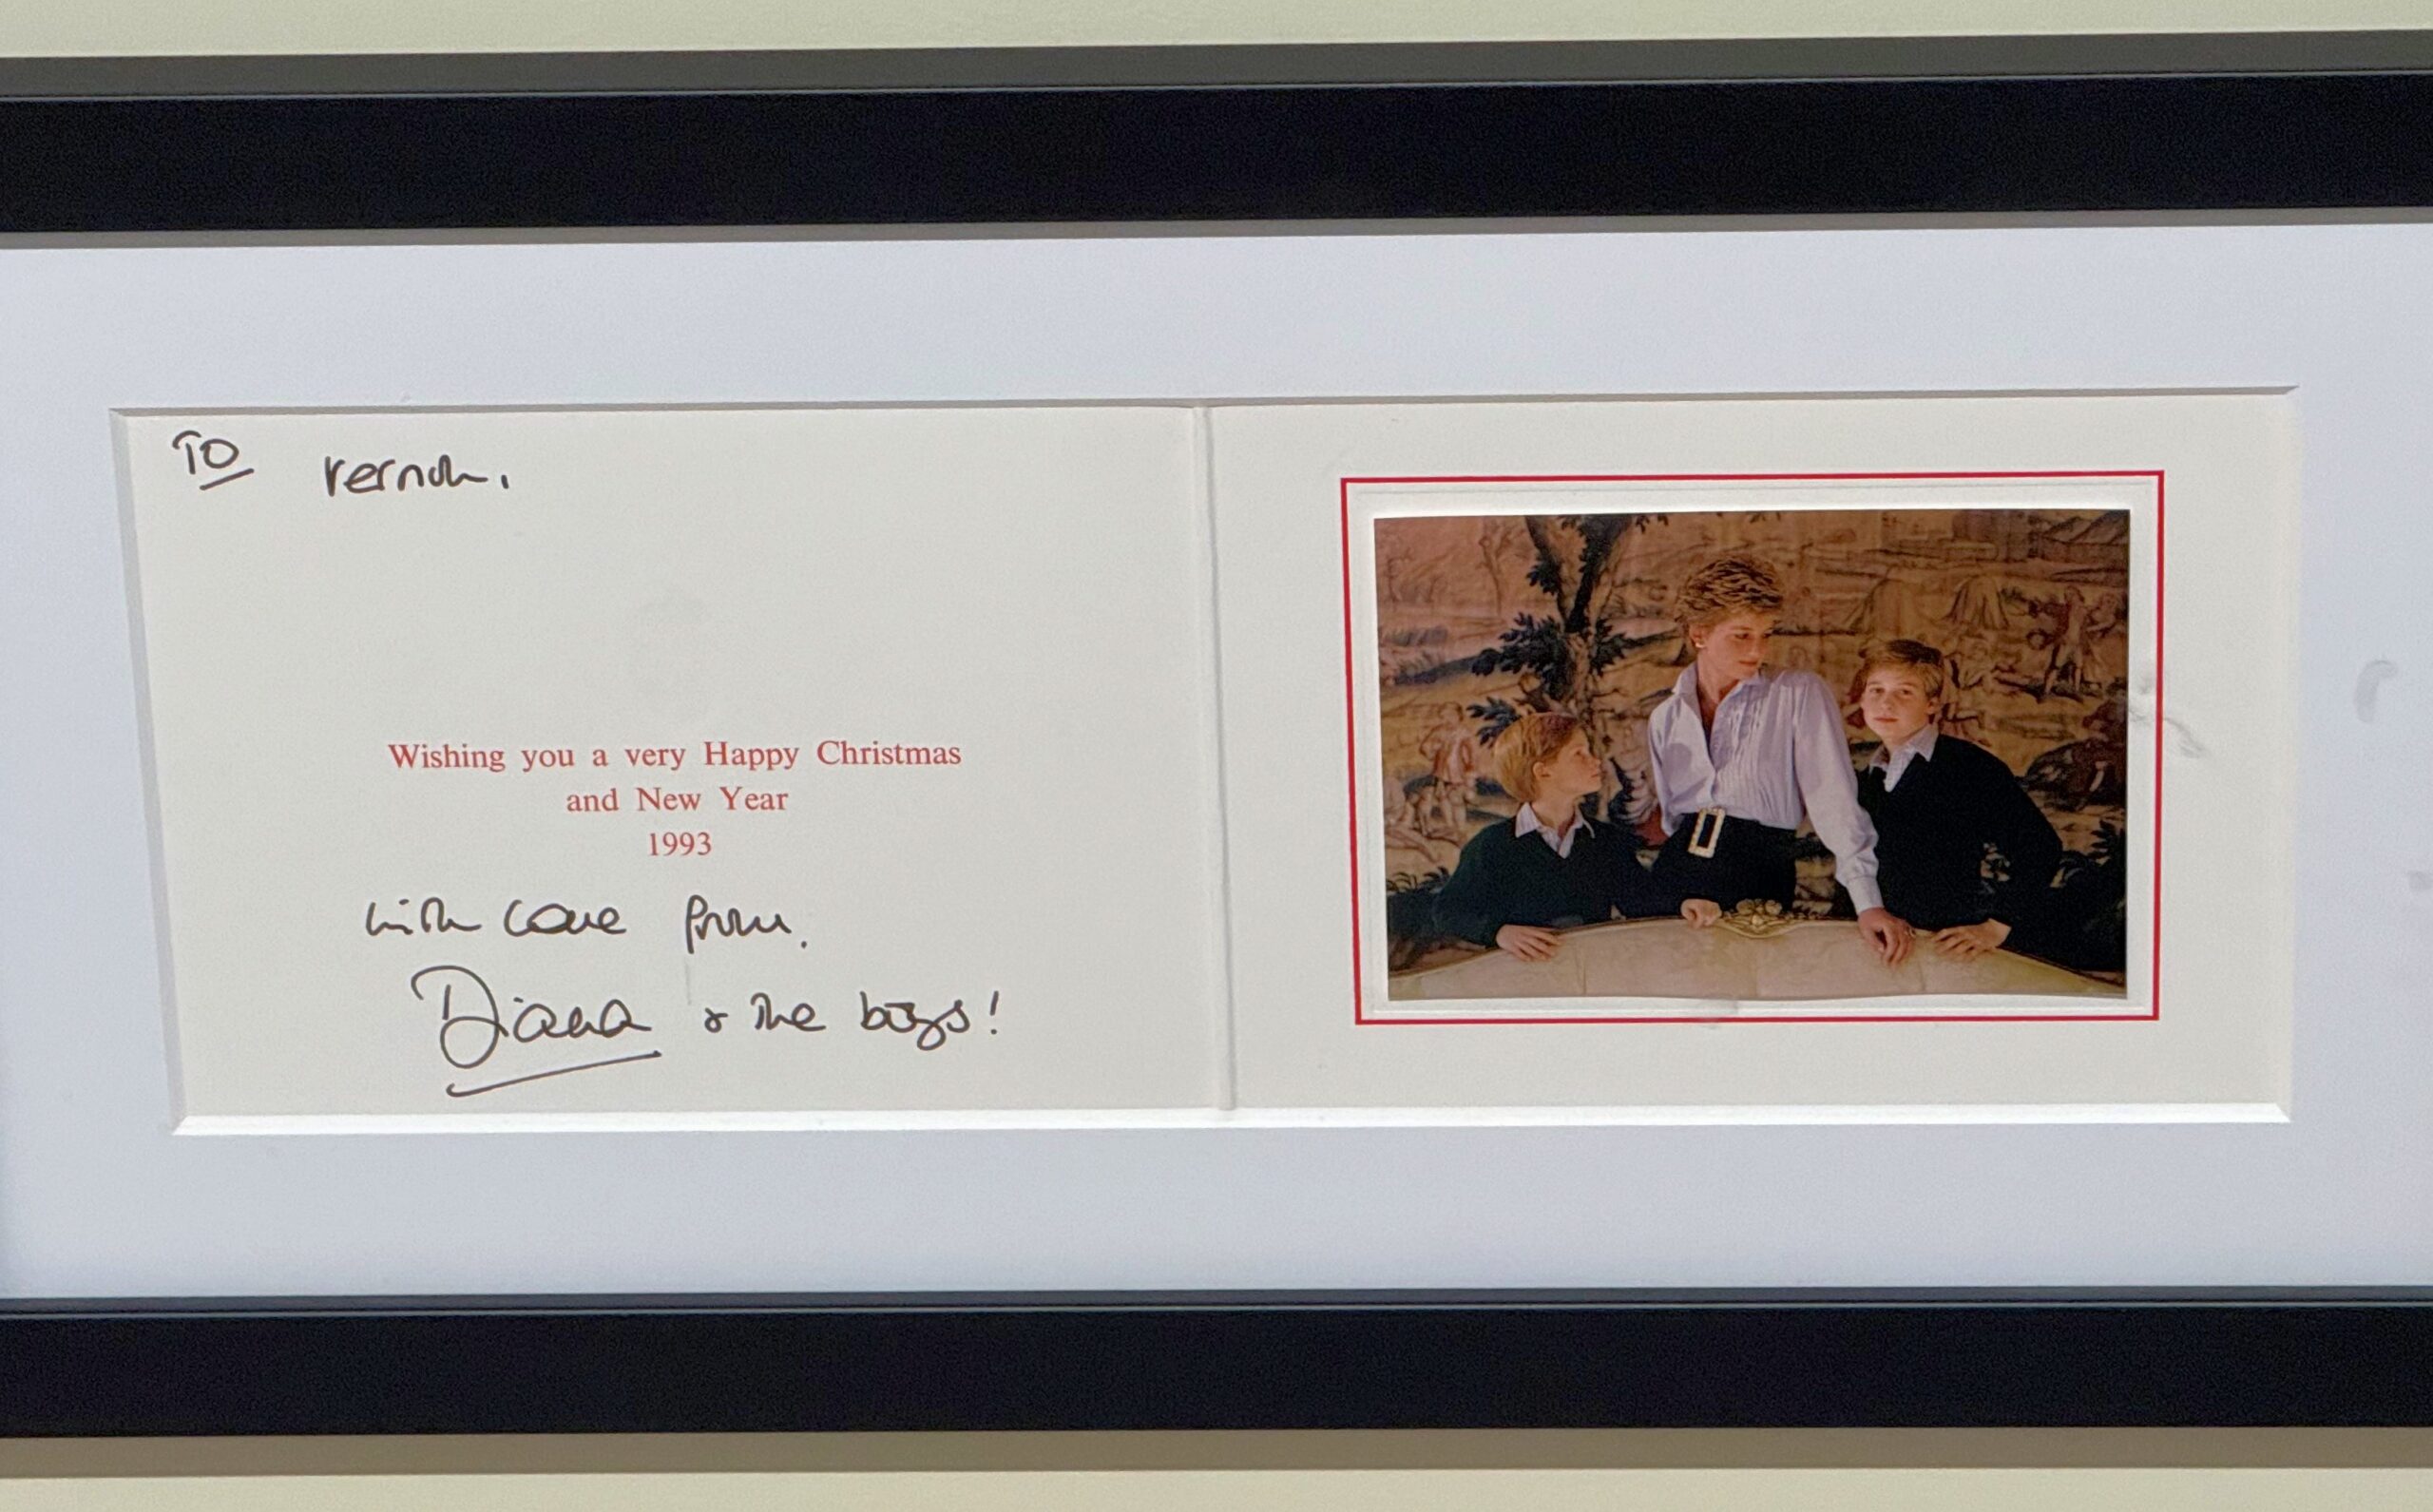 To Vernon.
Wishing you a very Happy Christmas
and New Year
1993
with love from.
Diana & the boys!